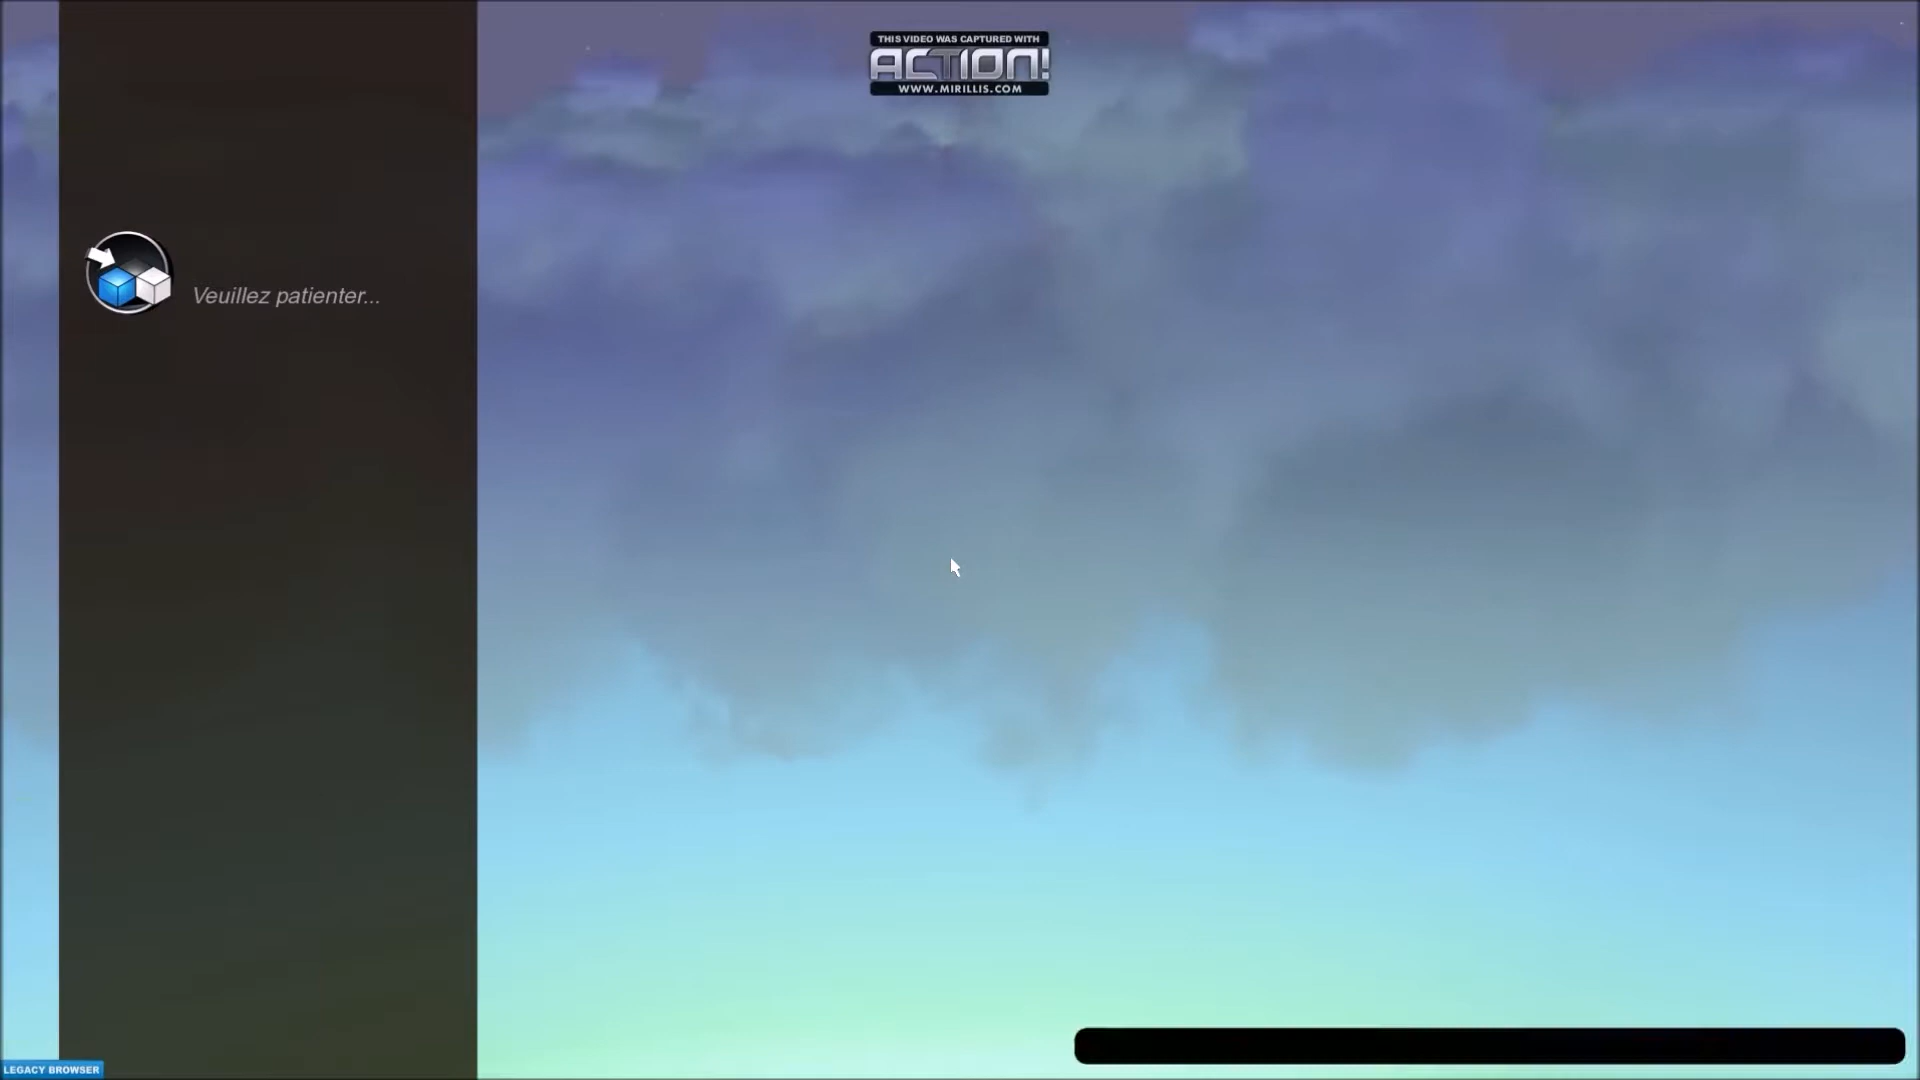 THIS VIDEO WAS CAPTURED WITH
ACTION!
WWW.MIRILLIS.COM
Veuillez patienter...
LEGACY BROWSER